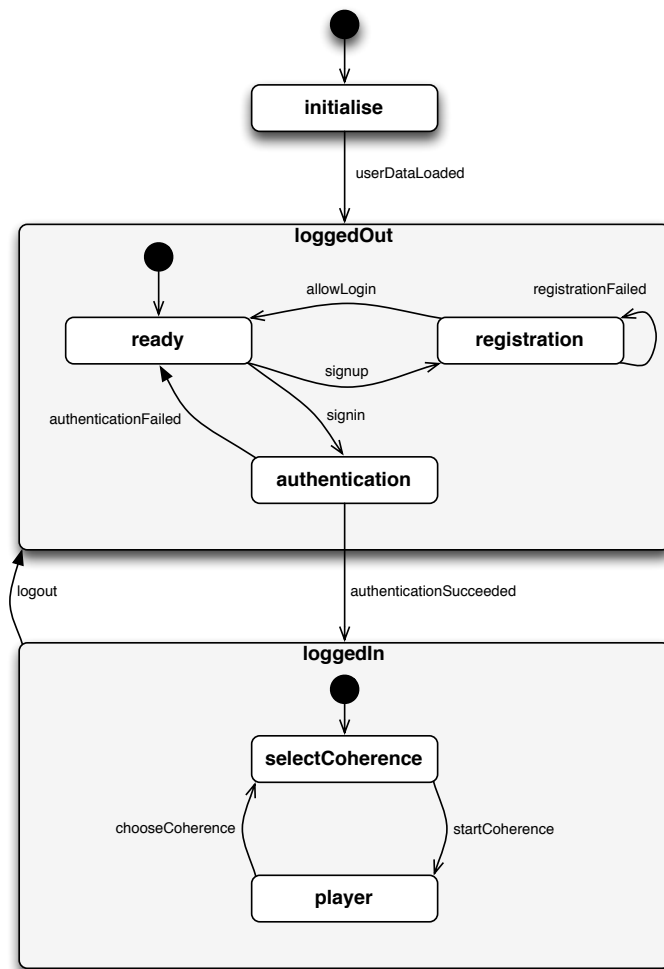 initialise
userDataLoaded
loggedOut
allowLogin
registrationFailed
ready
registration
signup
authenticationFailed
signin
authentication
logout
authenticationSucceeded
loggedIn
selectCoherence
chooseCoherence
startCoherence
player